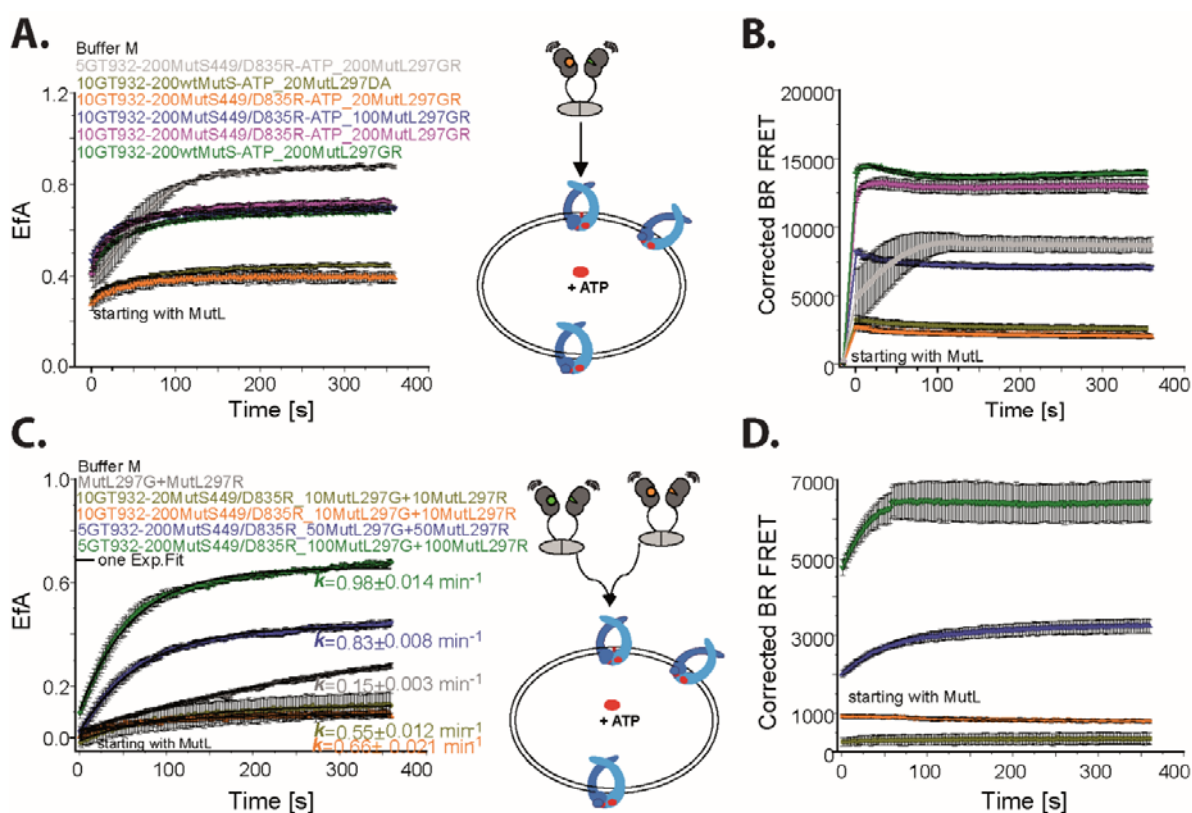 A.
Buffer M
5GT932-200MutS449/D835R-ATP_200MutL297GR
10GT932-200wtMutS-ATP_20MutL297DA
10GT932-200MutS449/D835R-ATP_20MutL297GR
10GT932-200MutS449/D835R-ATP_100MutL297GR
10GT932-200MutS449/D835R-ATP_200MutL297GR
10GT932-200wtMutS-ATP_200MutL297GR
1.2
0.8
0.4
0.0
EfA
starting with MutL
0 100 200 300 400
Time [s]
+ ATP
B.
20000
15000
10000
5000
0
Corrected BR FRET
starting with MutL
0 100 200 300 400
Time [s]
C.
Buffer M
MutL297G+MutL297R
10GT932-20MutS449/D835R_10MutL297G+10MutL297R
10GT932-200MutS449/D835R_10MutL297G+10MutL297R
5GT932-200MutS449/D835R_50MutL297G+50MutL297R
5GT932-200MutS449/D835R_100MutL297G+100MutL297R
one Exp.Fit
1.0
0.6
0.2
0.0
EfA
k=0.98±0.014 min-1
k=0.83±0.008 min-1
k=0.15±0.003 min-1
k=0.55±0.012 min-1
k=0.66±0.021 min-1
starting with MutL
0 100 200 300 400
Time [s]
+ ATP
D.
7000
5000
3000
1000
0
Corrected BR FRET
starting with MutL
0 100 200 300 400
Time [s]